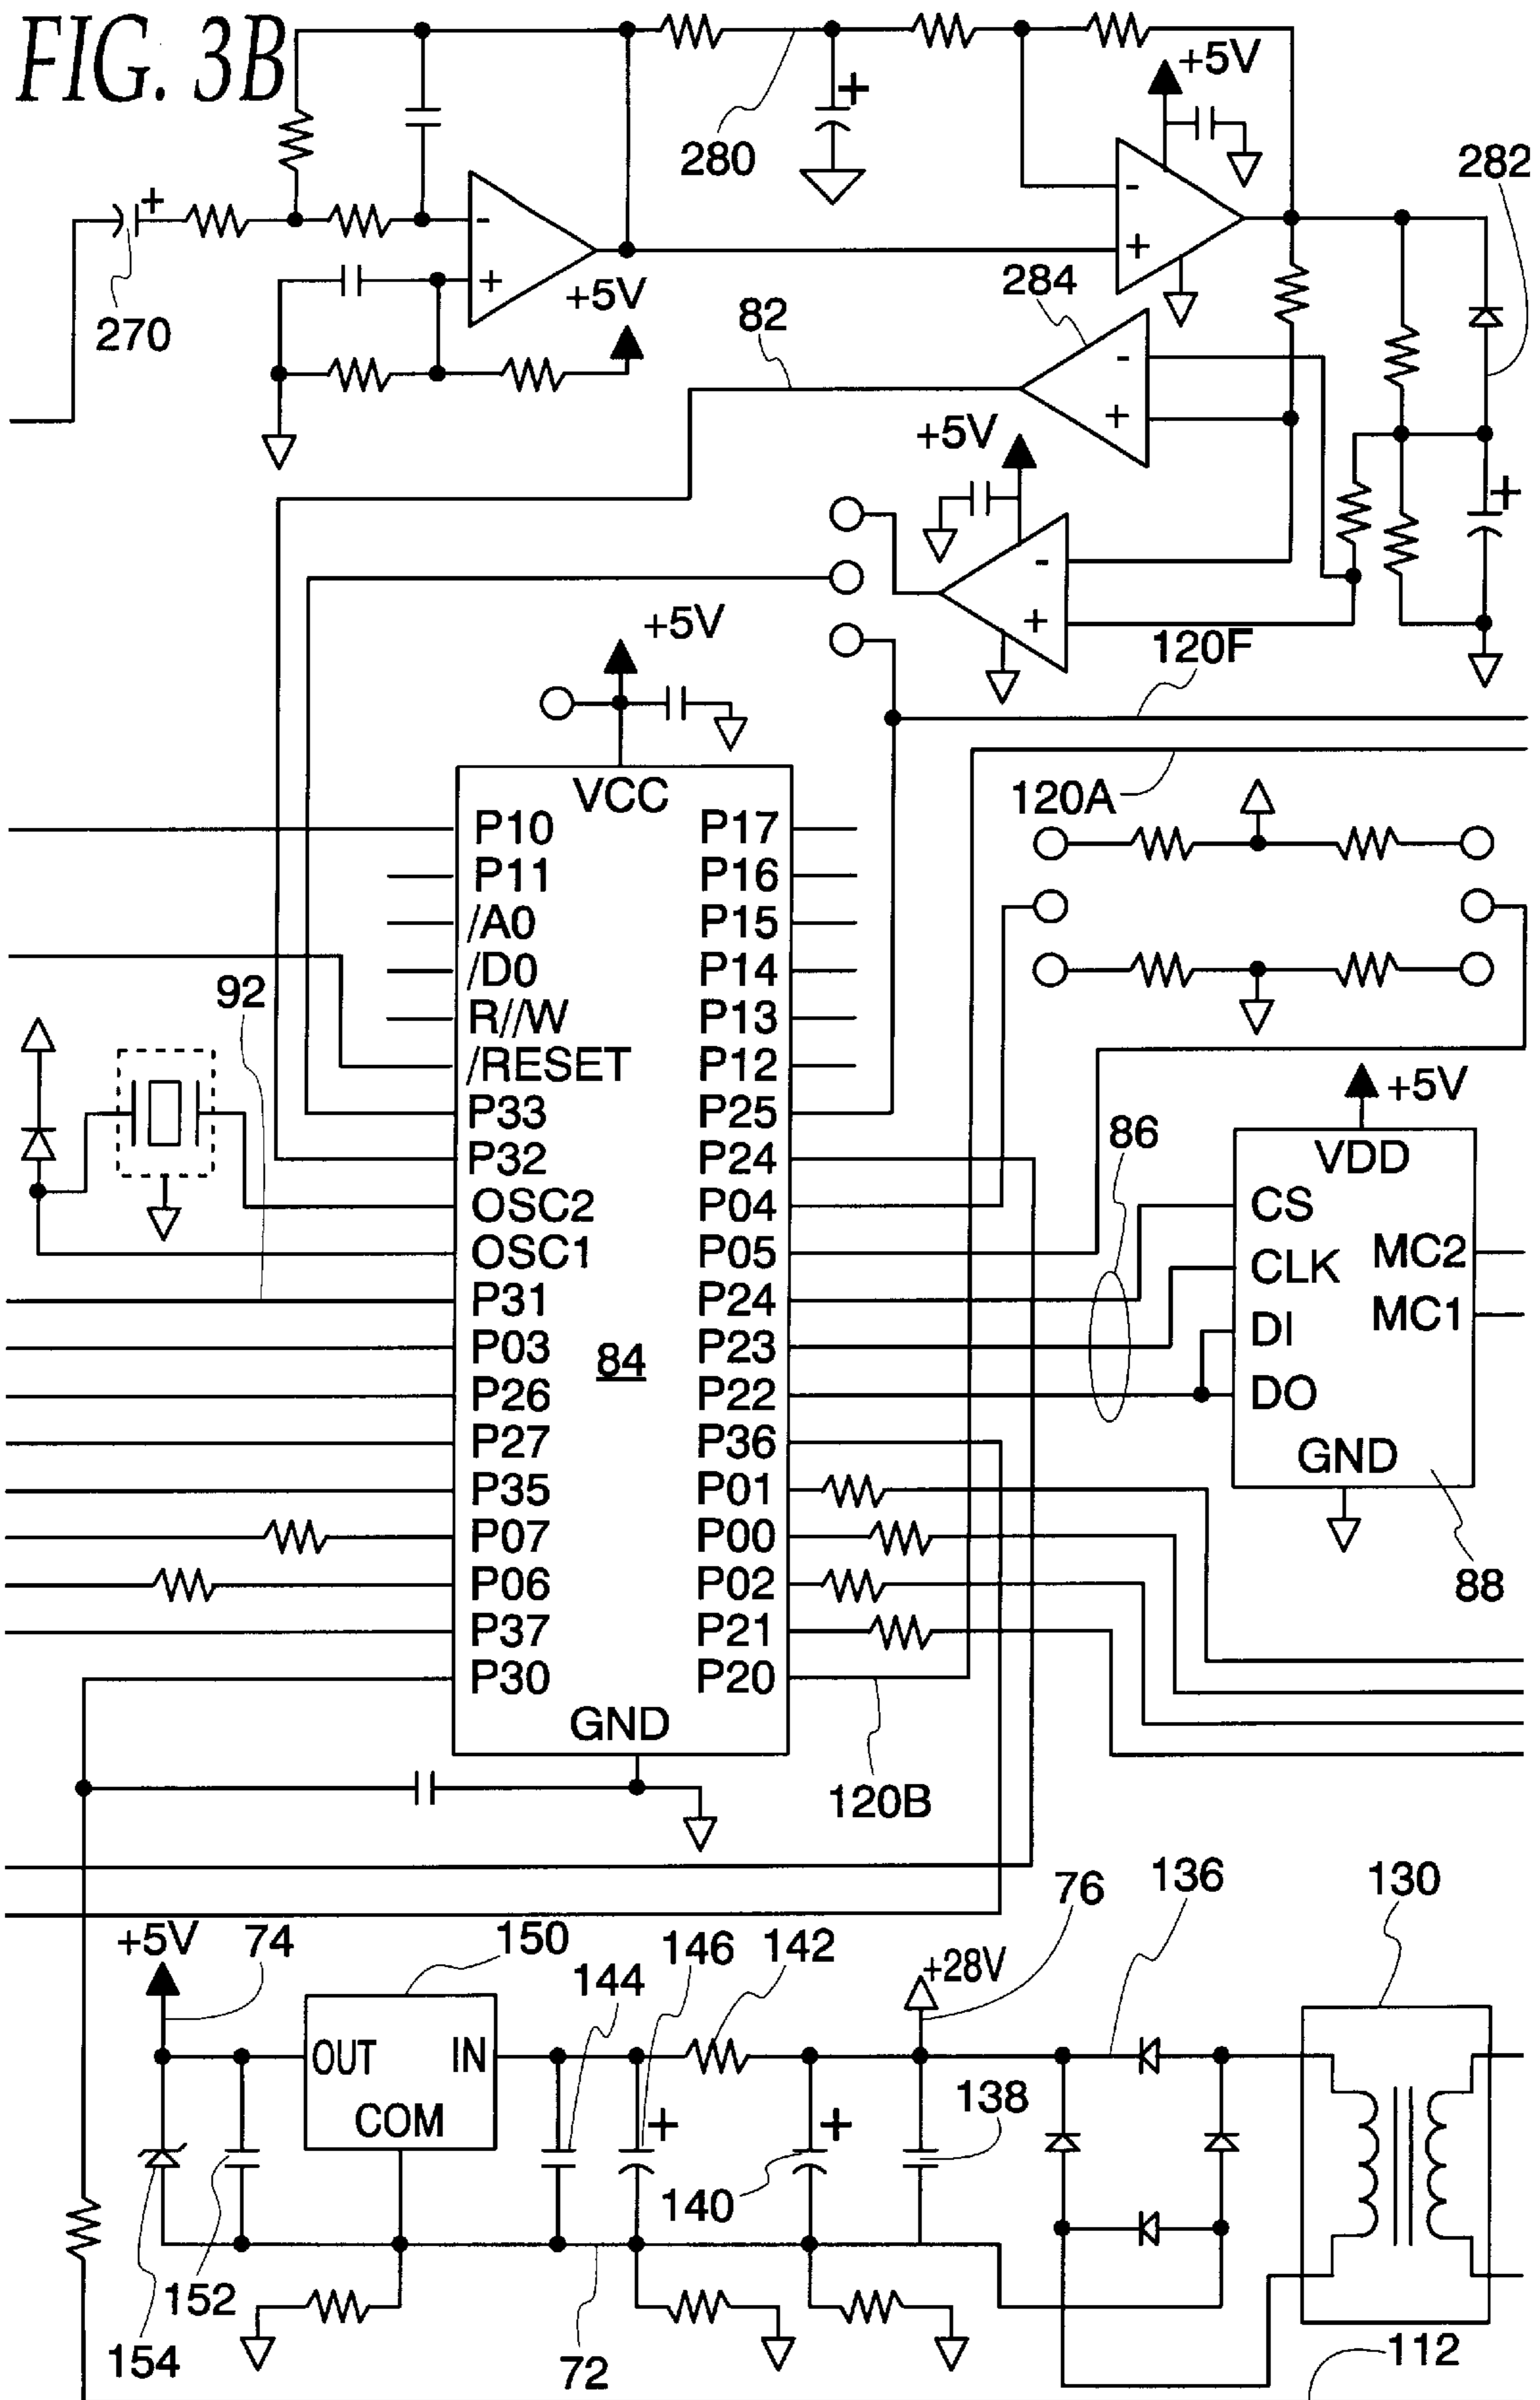 FIG. 3B
+5V
+
280
282
+
-
-
+
+
270
+5V
284
82
-
+
+5V
+
-
+
+5V
120F
120A
VCC
P10 P17
P11 P16
/A0 P15
/D0 P14
R//W P13
/RESET P12
P33 P25
P32 P24
OSC2 P04
OSC1 P05
P31 P24
P03 P23
P26 P22
P27 P36
P35 P01
P07 P00
P06 P02
P37 P21
P30 P20
84
GND
92
86
+5V
VDD
CS
CLK MC2
DI MC1
DO
GND
88
120B
+5V
74
150
144
146
142
+28V
76
136
130
OUT IN
COM
+
+
138
140
152
154
72
112